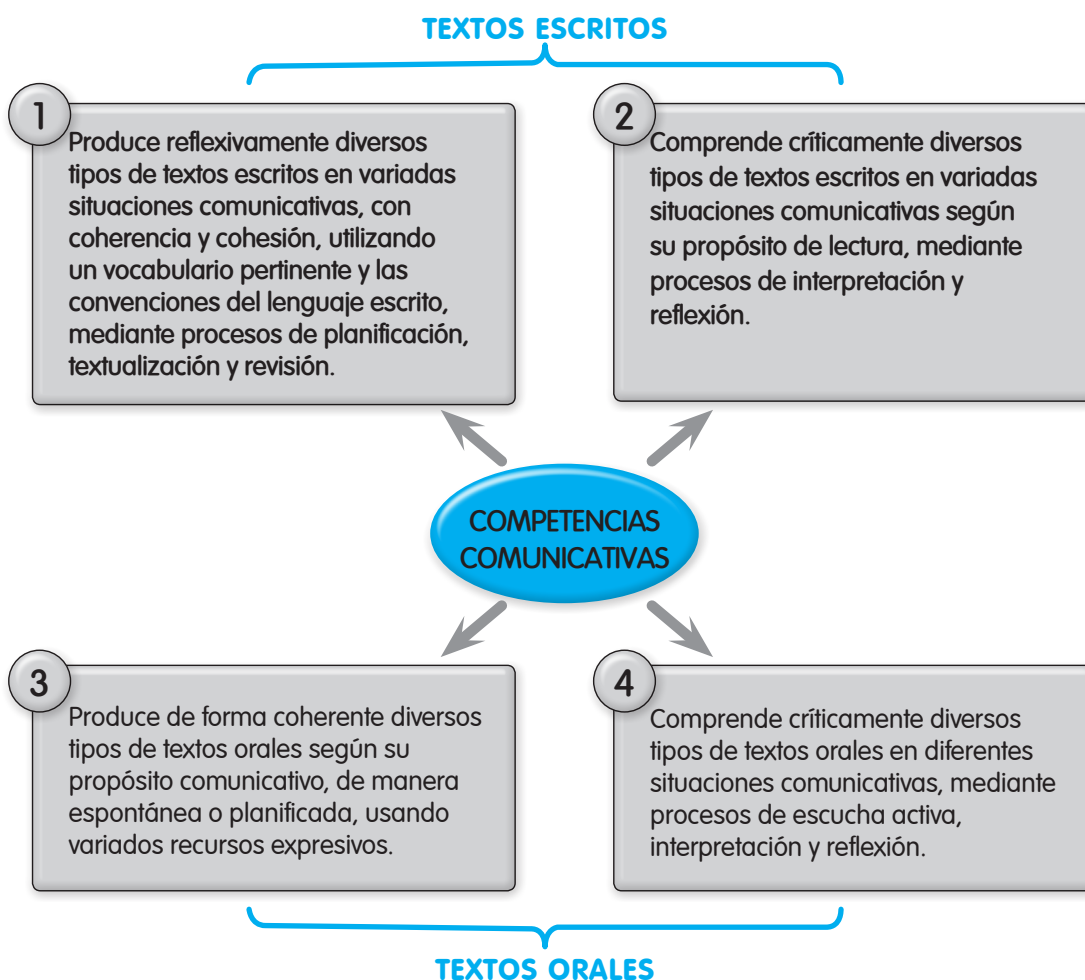 TEXTOS ESCRITOS
1
Produce reflexivamente diversos
tipos de textos escritos en variadas
situaciones comunicativas, con
coherencia y cohesión, utilizando
un vocabulario pertinente y las
convenciones del lenguaje escrito,
mediante procesos de planificación,
textualización y revisión.
2
Comprende críticamente diversos
tipos de textos escritos en variadas
situaciones comunicativas según
su propósito de lectura, mediante
procesos de interpretación y
reflexión.
COMPETENCIAS
COMUNICATIVAS
3
Produce de forma coherente diversos
tipos de textos orales según su
propósito comunicativo, de manera
espontánea o planificada, usando
variados recursos expresivos.
4
Comprende críticamente diversos
tipos de textos orales en diferentes
situaciones comunicativas, mediante
procesos de escucha activa,
interpretación y reflexión.
TEXTOS ORALES